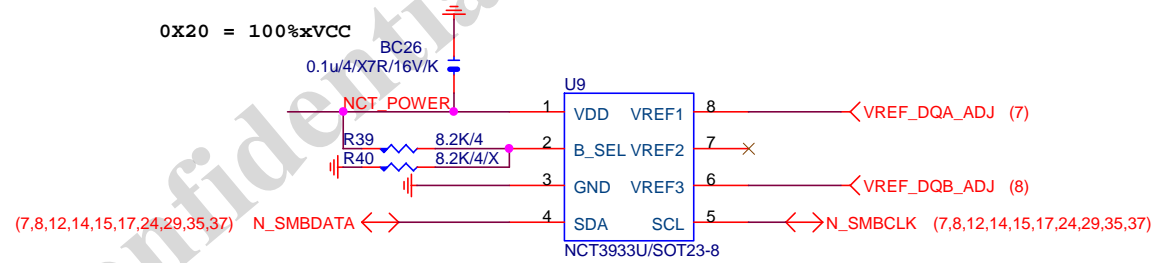 0X20 = 100%xVCC
BC26
0.1u/4/X7R/16V/K
U9
NCT_POWER
1 VDD VREF1 8 VREF_DQA_ADJ (7)
R39 8.2K/4
2 B_SEL VREF2 7
R40 8.2K/4/X
3 GND VREF3 6 VREF_DQB_ADJ (8)
(7,8,12,14,15,17,24,29,35,37) N_SMBDATA 4 SDA SCL 5 N_SMBCLK (7,8,12,14,15,17,24,29,35,37)
NCT3933U/SOT23-8
onfidential